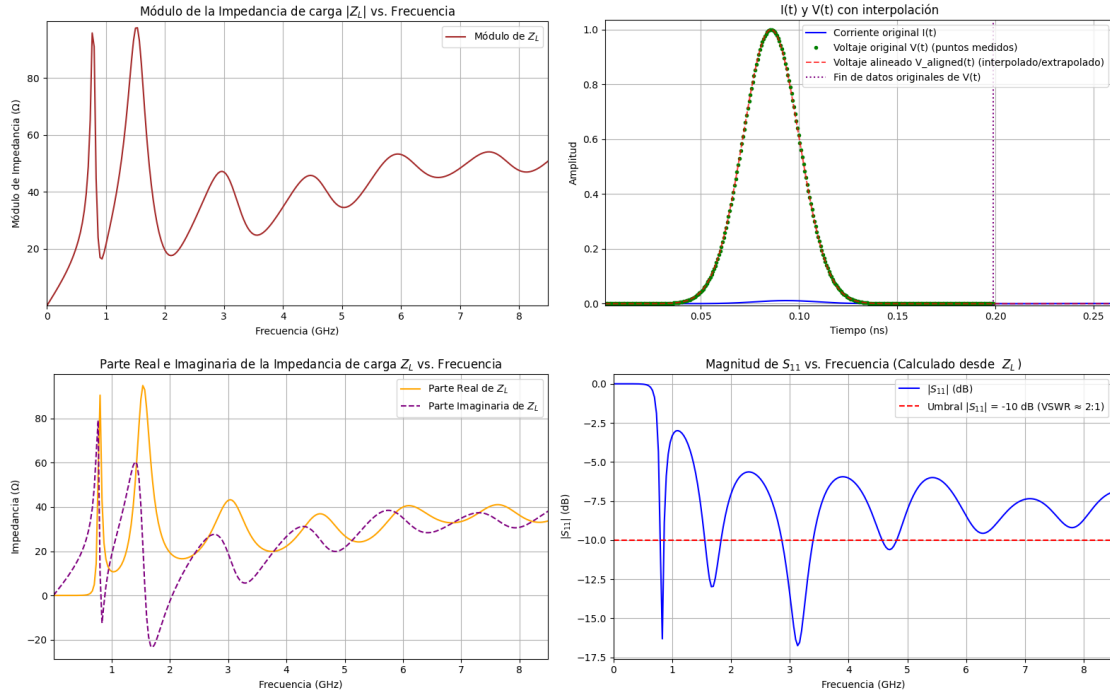 Módulo de la Impedancia de carga |Z_L| vs. Frecuencia
Módulo de Z_L
Módulo de Impedancia (Ω)
80
60
40
20
0 1 2 3 4 5 6 7 8
Frecuencia (GHz)
I(t) y V(t) con interpolación
Corriente original I(t)
Voltaje original V(t) (puntos medidos)
Voltaje alineado V_aligned(t) (interpolado/extrapolado)
Fin de datos originales de V(t)
Amplitud
1.0
0.8
0.6
0.4
0.2
0.0
0.05 0.10 0.15 0.20 0.25
Tiempo (ns)
Parte Real e Imaginaria de la Impedancia de carga Z_L vs. Frecuencia
Parte Real de Z_L
Parte Imaginaria de Z_L
Impedancia (Ω)
80
60
40
20
0
−20
1 2 3 4 5 6 7 8
Frecuencia (GHz)
Magnitud de S_11 vs. Frecuencia (Calculado desde Z_L)
|S_11| (dB)
Umbral |S_11| = -10 dB (VSWR ≈ 2:1)
|S_11| (dB)
0.0
−2.5
−5.0
−7.5
−10.0
−12.5
−15.0
−17.5
0 1 2 3 4 5 6 7 8
Frecuencia (GHz)